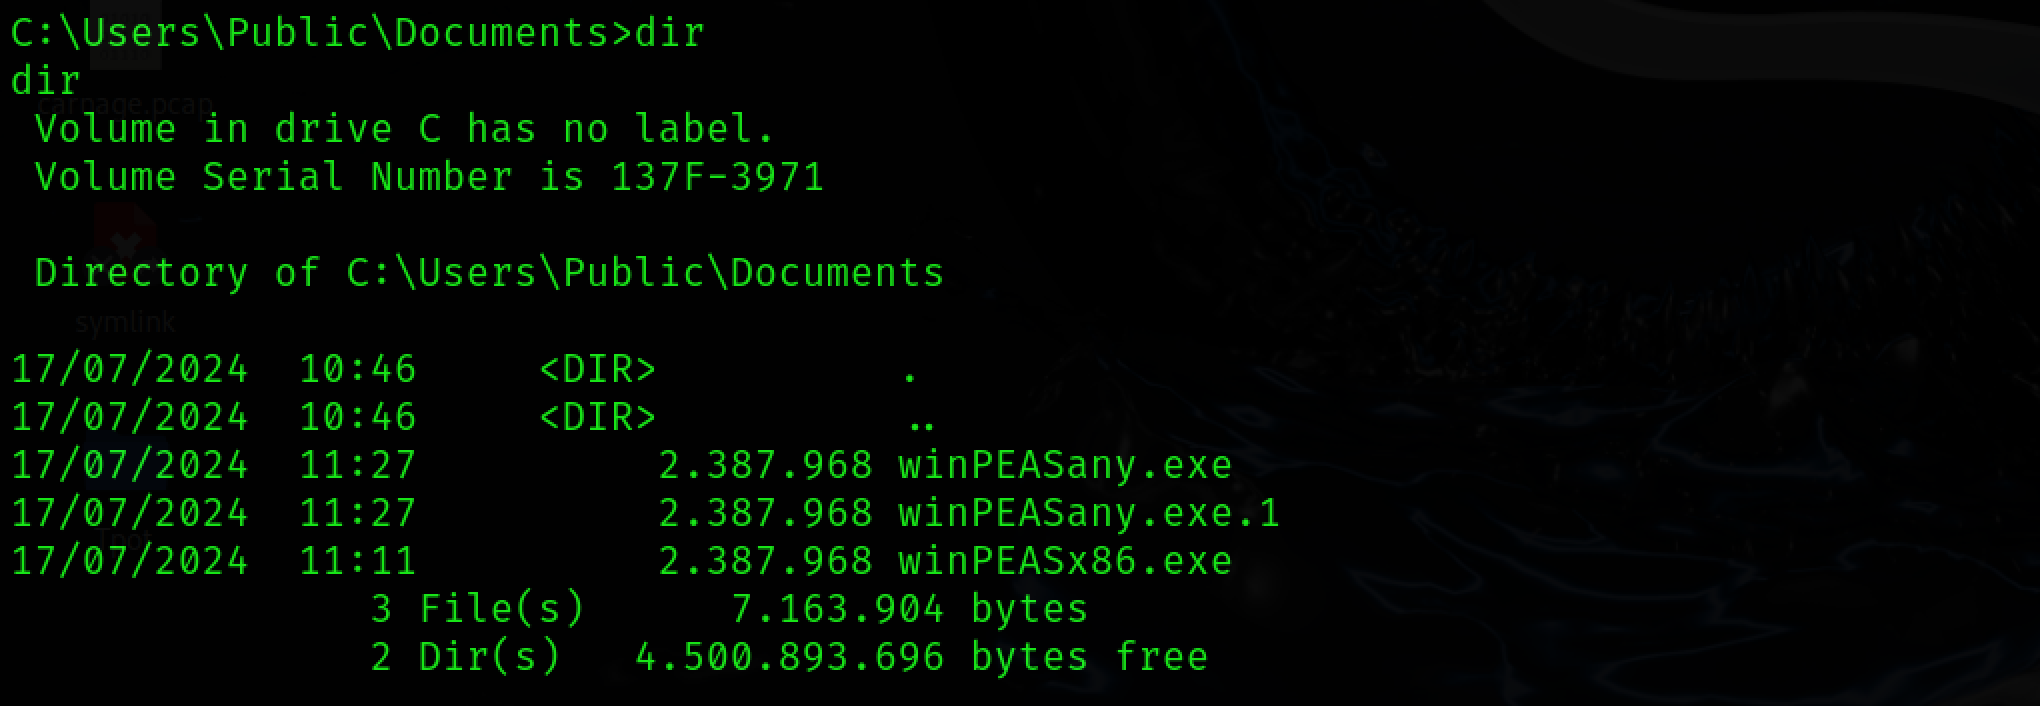 C:\Users\Public\Documents>dir
dir
carnage.pcap
 Volume in drive C has no label.
 Volume Serial Number is 137F-3971
 Directory of C:\Users\Public\Documents
symlink
17/07/2024  10:46    <DIR>          .
17/07/2024  10:46    <DIR>          ..
17/07/2024  11:27         2.387.968 winPEASany.exe
17/07/2024  11:27         2.387.968 winPEASany.exe.1
17/07/2024  11:11         2.387.968 winPEASx86.exe
               3 File(s)      7.163.904 bytes
               2 Dir(s)   4.500.893.696 bytes free